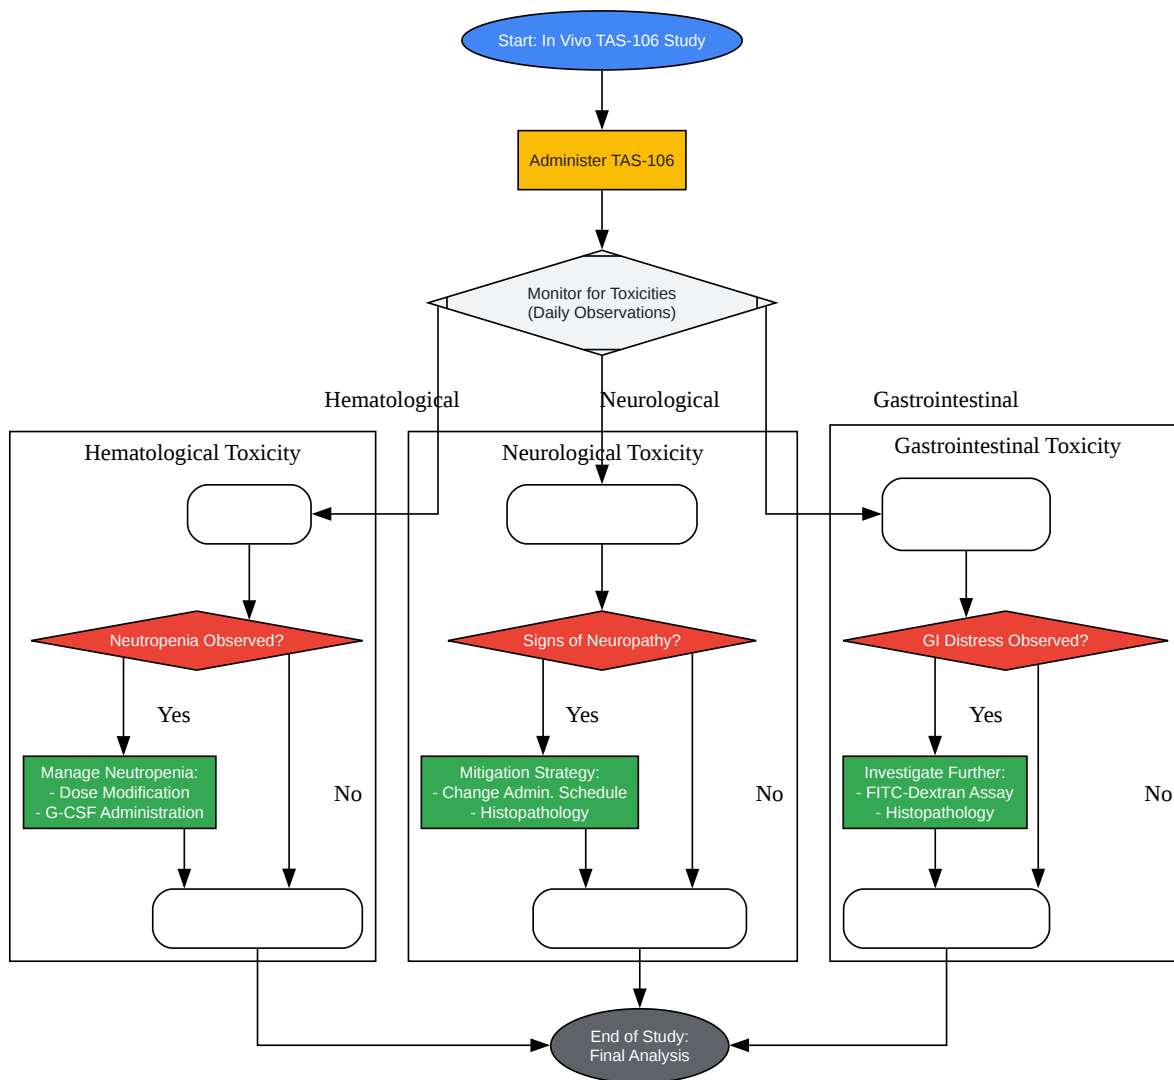 Start: In Vivo TAS-106 Study
Administer TAS-106
Monitor for Toxicities
(Daily Observations)
Hematological
Neurological
Gastrointestinal
Hematological Toxicity
Neurological Toxicity
Gastrointestinal Toxicity
Neutropenia Observed?
Signs of Neuropathy?
GI Distress Observed?
Yes
Yes
Yes
Manage Neutropenia:
- Dose Modification
- G-CSF Administration
No
Mitigation Strategy:
- Change Admin. Schedule
- Histopathology
No
Investigate Further:
- FITC-Dextran Assay
- Histopathology
No
End of Study:
Final Analysis